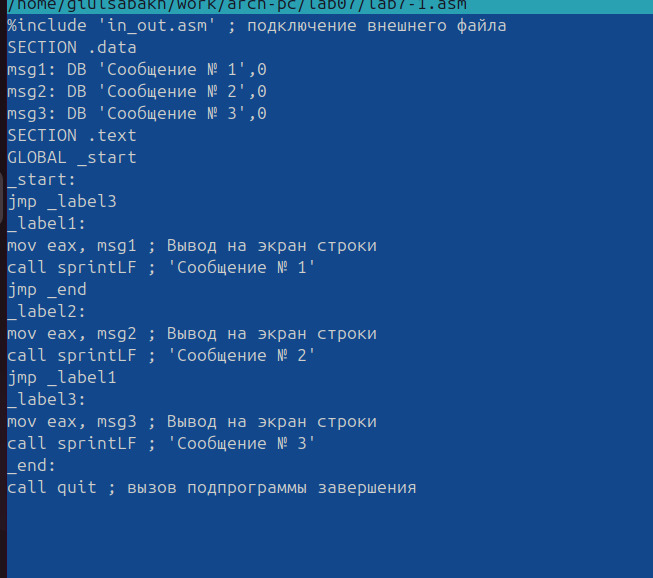 /home/giulsabakh/work/arch-pc/lab07/lab7-1.asm
%include 'in_out.asm' ; подключение внешнего файла
SECTION .data
msg1: DB 'Сообщение № 1',0
msg2: DB 'Сообщение № 2',0
msg3: DB 'Сообщение № 3',0
SECTION .text
GLOBAL _start
_start:
jmp _label3
_label1:
mov eax, msg1 ; Вывод на экран строки
call sprintLF ; 'Сообщение № 1'
jmp _end
_label2:
mov eax, msg2 ; Вывод на экран строки
call sprintLF ; 'Сообщение № 2'
jmp _label1
_label3:
mov eax, msg3 ; Вывод на экран строки
call sprintLF ; 'Сообщение № 3'
_end:
call quit ; вызов подпрограммы завершения